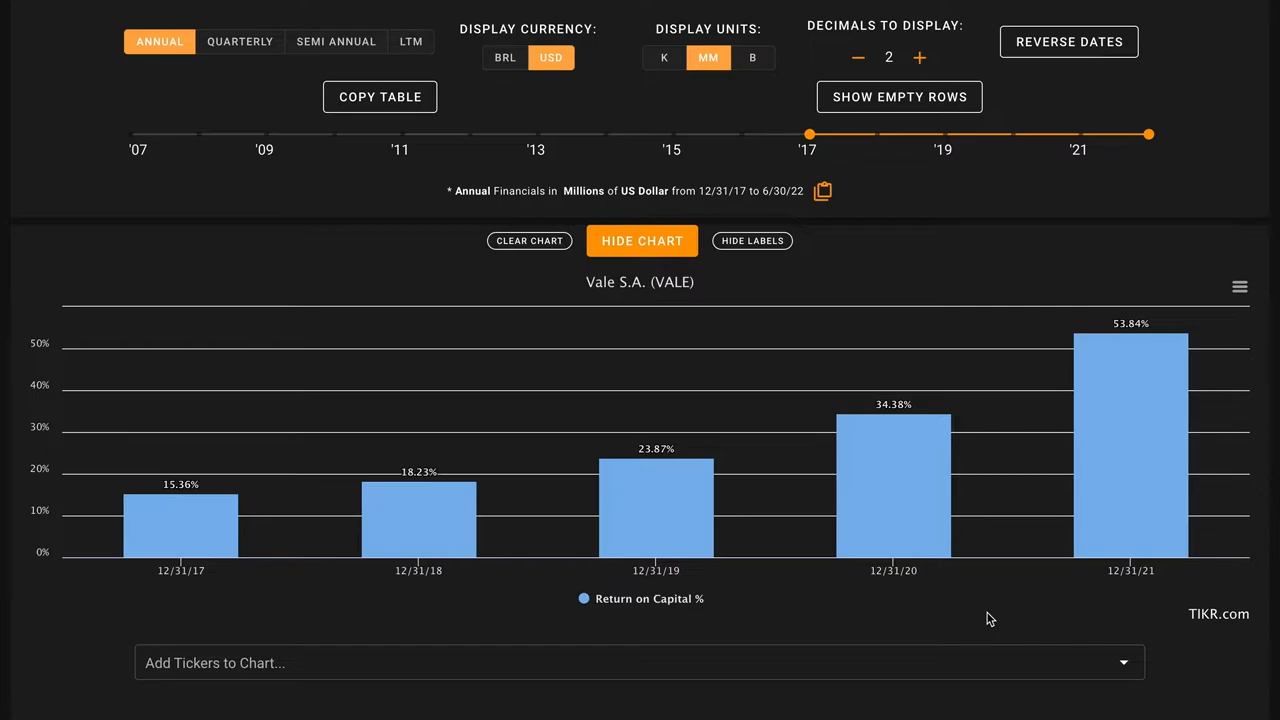 ANNUAL QUARTERLY SEMI ANNUAL LTM
DISPLAY CURRENCY:
BRL USD
DISPLAY UNITS:
K MM B
DECIMALS TO DISPLAY:
2
REVERSE DATES
COPY TABLE
SHOW EMPTY ROWS
'07 '09 '11 '13 '15 '17 '19 '21
* Annual Financials in Millions of US Dollar from 12/31/17 to 6/30/22
CLEAR CHART HIDE CHART HIDE LABELS
Vale S.A. (VALE)
50%
40%
30%
20%
10%
0%
15.36% 18.23% 23.87% 34.38% 53.84%
12/31/17 12/31/18 12/31/19 12/31/20 12/31/21
Return on Capital %
TIKR.com
Add Tickers to Chart...